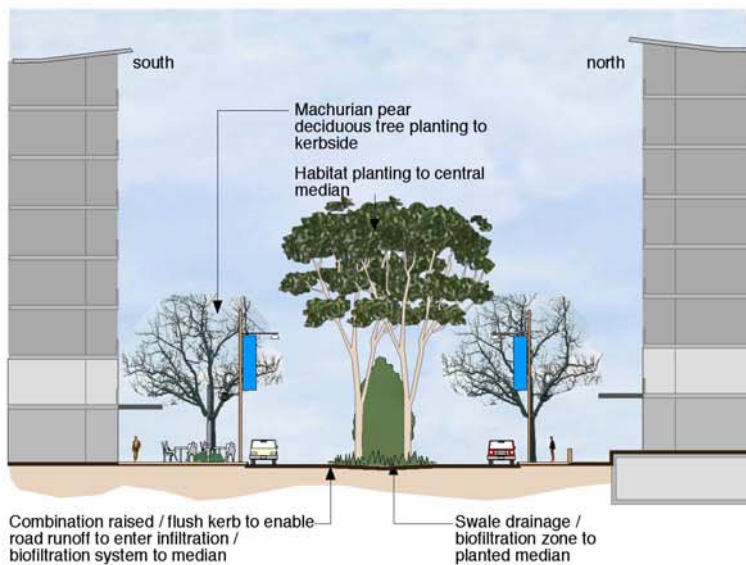 south
north
Machurian pear
deciduous tree planting to
kerbside
Habitat planting to central
median
Combination raised / flush kerb to enable
road runoff to enter infiltration /
biofiltration system to median
Swale drainage /
biofiltration zone to
planted median